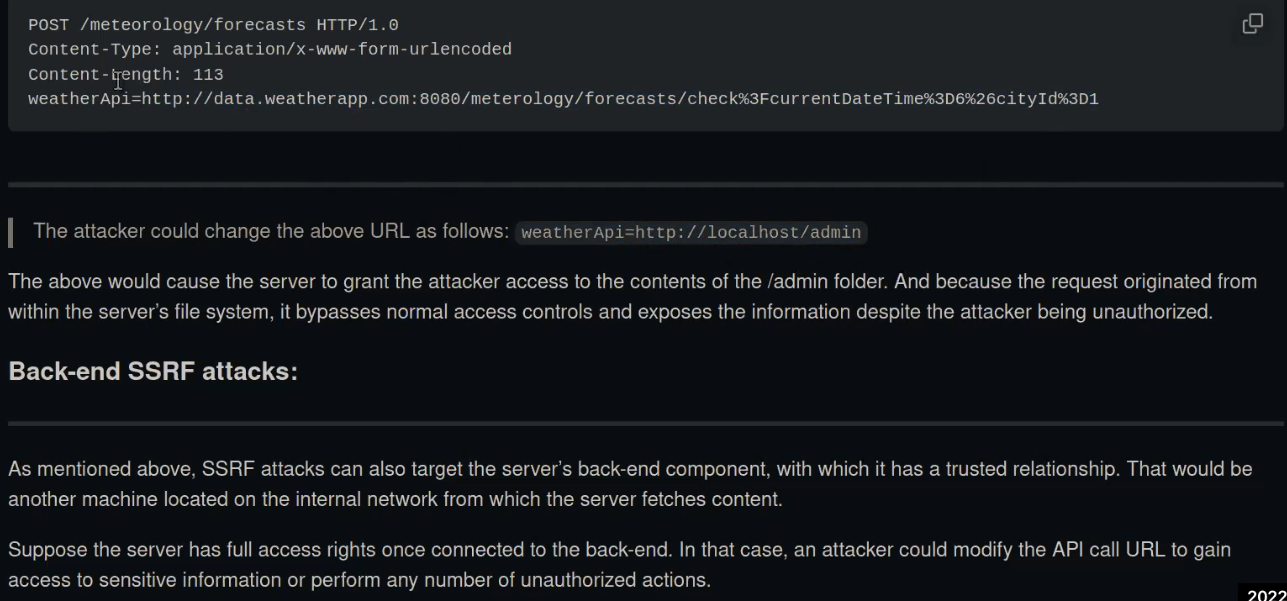 POST /meteorology/forecasts HTTP/1.0
Content-Type: application/x-www-form-urlencoded
Content-Length: 113
weatherApi=http://data.weatherapp.com:8080/meterology/forecasts/check%3FcurrentDateTime%3D6%26cityId%3D1
The attacker could change the above URL as follows: weatherApi=http://localhost/admin
The above would cause the server to grant the attacker access to the contents of the /admin folder. And because the request originated from
within the server’s file system, it bypasses normal access controls and exposes the information despite the attacker being unauthorized.
Back-end SSRF attacks:
As mentioned above, SSRF attacks can also target the server’s back-end component, with which it has a trusted relationship. That would be
another machine located on the internal network from which the server fetches content.
Suppose the server has full access rights once connected to the back-end. In that case, an attacker could modify the API call URL to gain
access to sensitive information or perform any number of unauthorized actions.
2022